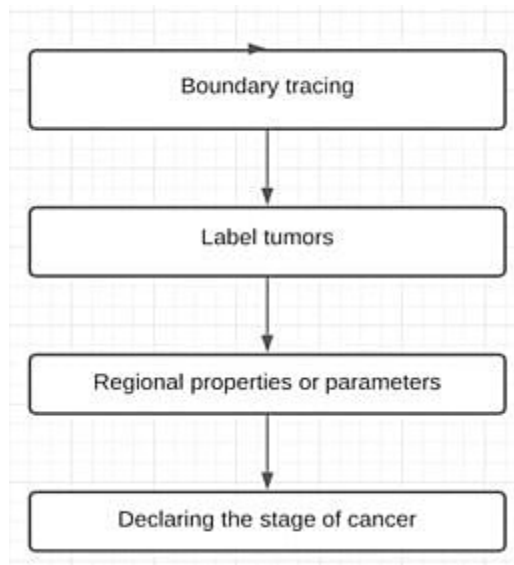 Boundary tracing
Label tumors
Regional properties or parameters
Declaring the stage of cancer